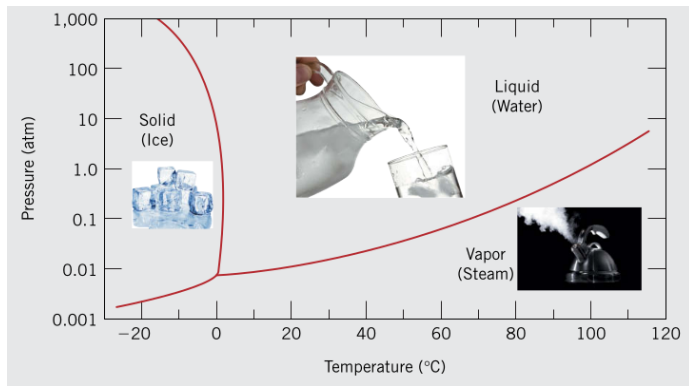 1,000
100
10
1.0
0.1
0.01
0.001
Pressure (atm)
Solid
(Ice)
Liquid
(Water)
Vapor
(Steam)
−20
0
20
40
60
80
100
120
Temperature (°C)